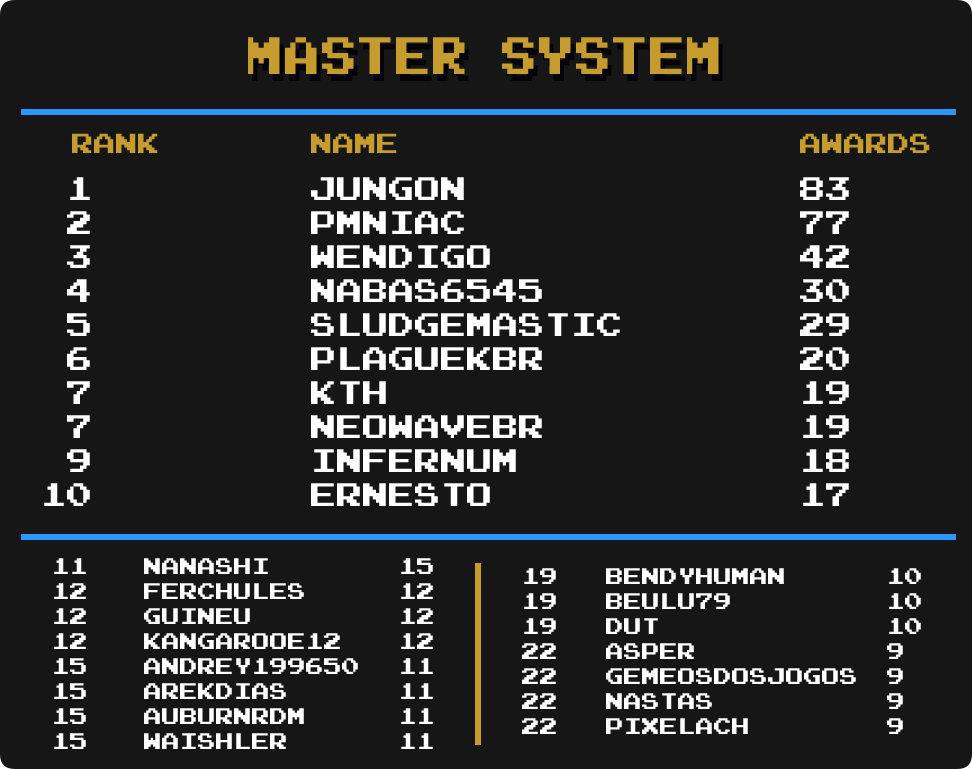 MASTER SYSTEM
RANK NAME AWARDS
1 JUNGON 83
2 PMNIAC 77
3 WENDIGO 42
4 NABAS6545 30
5 SLUDGEMASTIC 29
6 PLAGUEKBR 20
7 KTH 19
7 NEOWAVEBR 19
9 INFERNUM 18
10 ERNESTO 17
11 NANASHI 15
12 FERCHULES 12
12 GUINEU 12
12 KANGAROOE12 12
15 ANDREY199650 11
15 AREKDIAS 11
15 AUBURNRDM 11
15 WAISHLER 11
19 BENDYHUMAN 10
19 BEULU79 10
19 DUT 10
22 ASPER 9
22 GEMEOSDOSJOGOS 9
22 NASTAS 9
22 PIXELACH 9